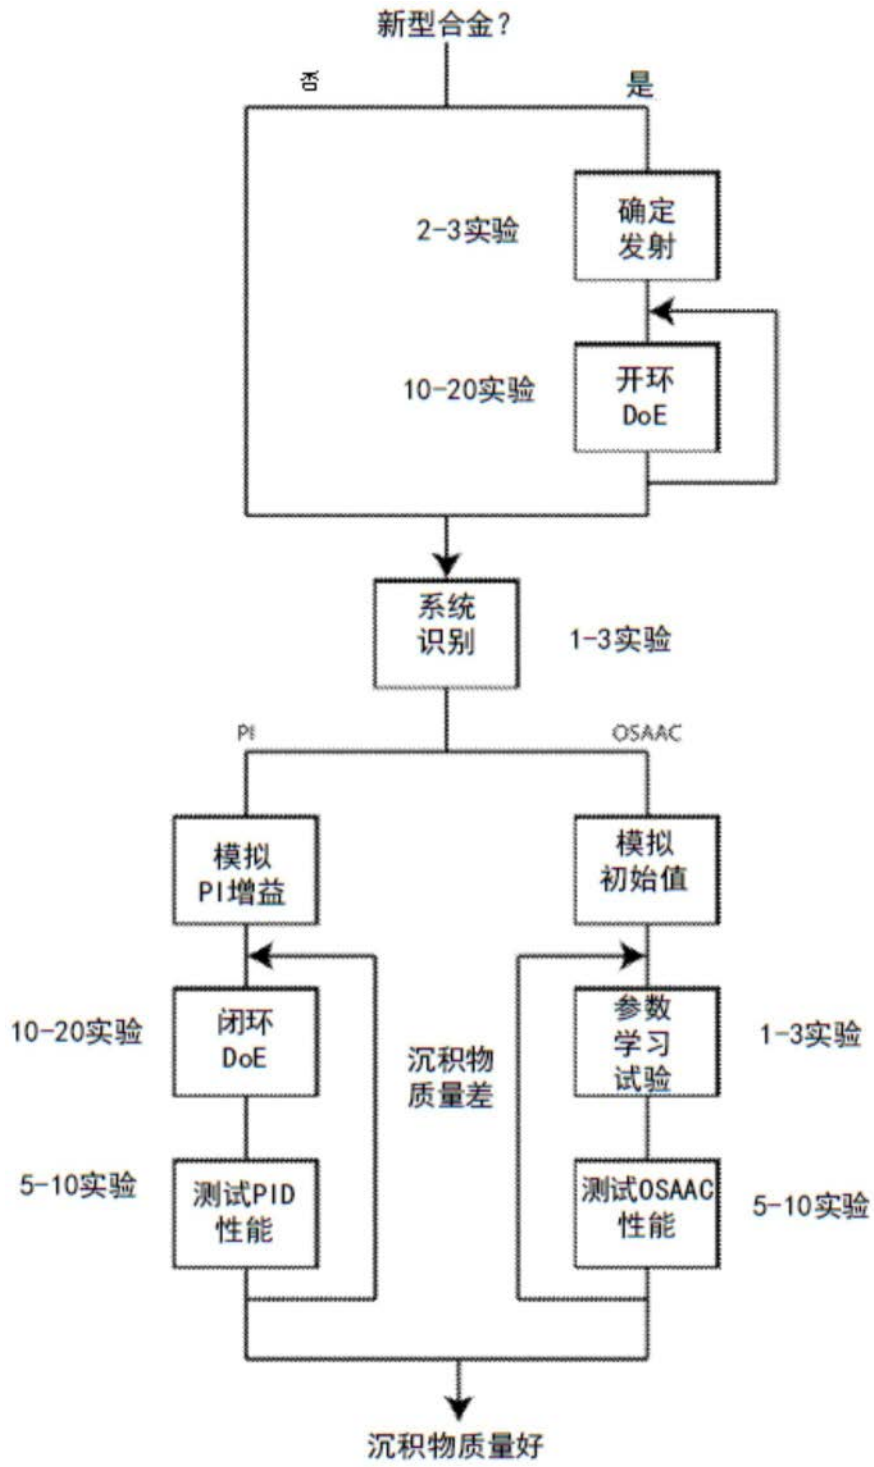 新型合金?
否
是
确定
发射
2-3实验
开环
DoE
10-20实验
系统
识别
1-3实验
PI
OSAAC
模拟
PI增益
模拟
初始值
10-20实验
闭环
DoE
沉积物
质量差
参数
学习
试验
1-3实验
5-10实验
测试PID
性能
测试OSAAC
性能
5-10实验
沉积物质量好